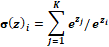 σ(z)ᵢ = ∑ⱼ₌₁ᴷ e^{zⱼ}/e^{zᵢ}